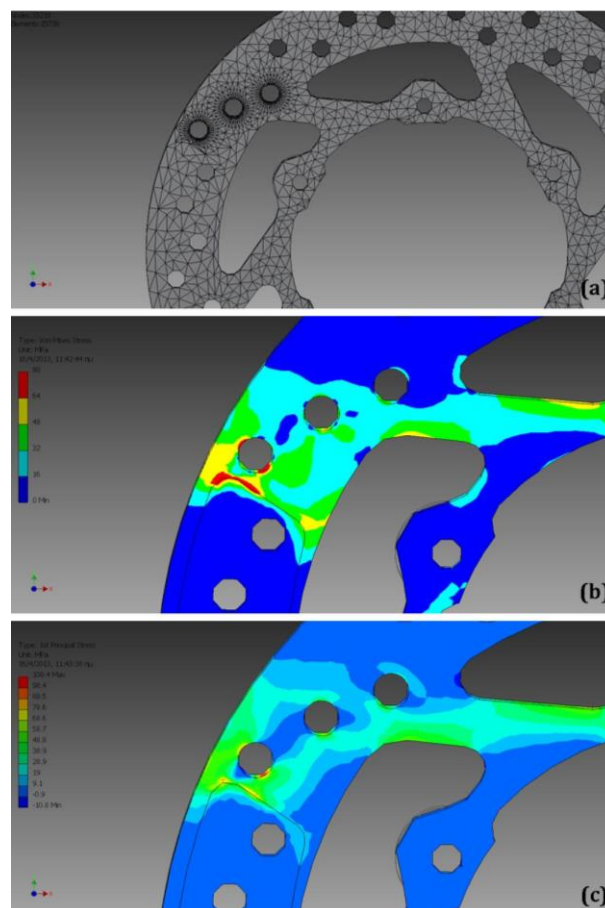 (a)
Type: Von Mises Stress
Unit: MPa
80
64
48
32
16
0 Min
(b)
Type: 1st Principal Stress
Unit: MPa
108.4 Max
98.4
88.5
78.6
68.6
58.7
48.8
38.9
28.9
19
9.1
-0.9
-10.8 Min
(c)